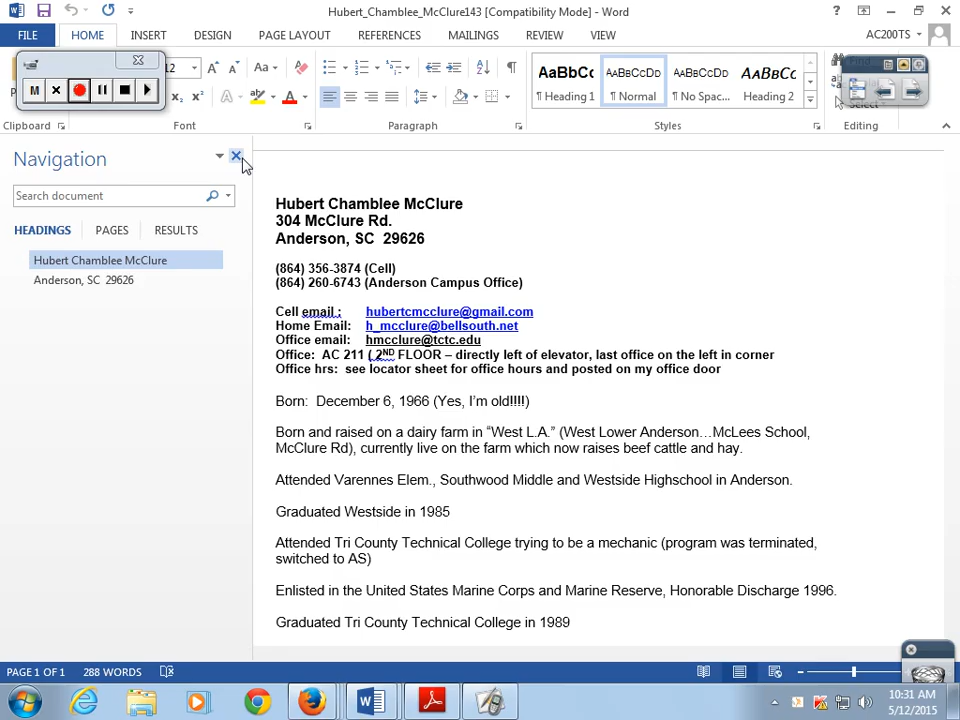 Hubert_Chamblee_McClure143 [Compatibility Mode] - Word
FILE HOME INSERT DESIGN PAGE LAYOUT REFERENCES MAILINGS REVIEW VIEW AC200TS
12 Aa
AaBbCc AaBbCcDd AaBbCcDd AaBbCc
M Heading 1 ¶ Normal ¶ No Spac... Heading 2 Select
Clipboard Font Paragraph Styles Editing
Navigation
Search document
HEADINGS PAGES RESULTS
Hubert Chamblee McClure
Anderson, SC 29626
Hubert Chamblee McClure
304 McClure Rd.
Anderson, SC  29626
(864) 356-3874 (Cell)
(864) 260-6743 (Anderson Campus Office)
Cell email : hubertcmcclure@gmail.com
Home Email: h_mcclure@bellsouth.net
Office email: hmcclure@tctc.edu
Office:  AC 211 ( 2ND FLOOR – directly left of elevator, last office on the left in corner
Office hrs:  see locator sheet for office hours and posted on my office door
Born:  December 6, 1966 (Yes, I'm old!!!!)
Born and raised on a dairy farm in “West L.A.” (West Lower Anderson…McLees School,
McClure Rd), currently live on the farm which now raises beef cattle and hay.
Attended Varennes Elem., Southwood Middle and Westside Highschool in Anderson.
Graduated Westside in 1985
Attended Tri County Technical College trying to be a mechanic (program was terminated,
switched to AS)
Enlisted in the United States Marine Corps and Marine Reserve, Honorable Discharge 1996.
Graduated Tri County Technical College in 1989
PAGE 1 OF 1 288 WORDS
10:31 AM
5/12/2015